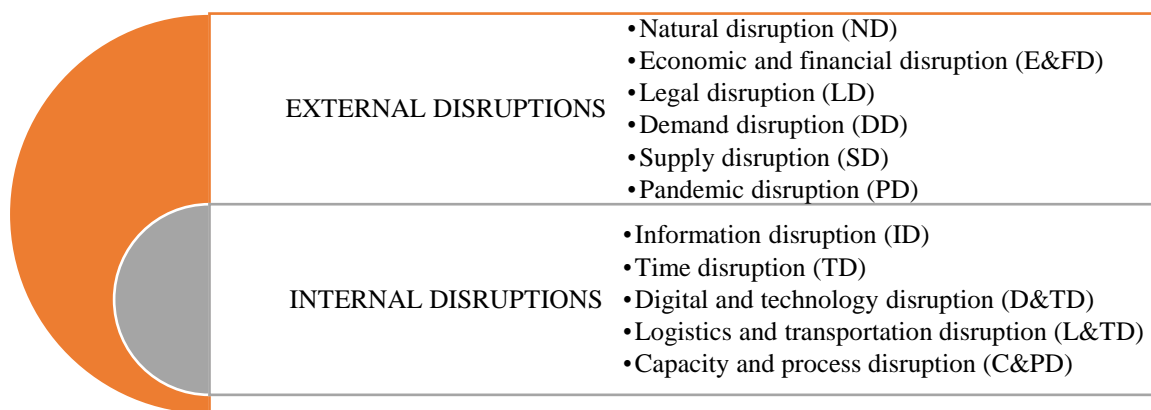 EXTERNAL DISRUPTIONS
•Natural disruption (ND)
•Economic and financial disruption (E&FD)
•Legal disruption (LD)
•Demand disruption (DD)
•Supply disruption (SD)
•Pandemic disruption (PD)
INTERNAL DISRUPTIONS
•Information disruption (ID)
•Time disruption (TD)
•Digital and technology disruption (D&TD)
•Logistics and transportation disruption (L&TD)
•Capacity and process disruption (C&PD)